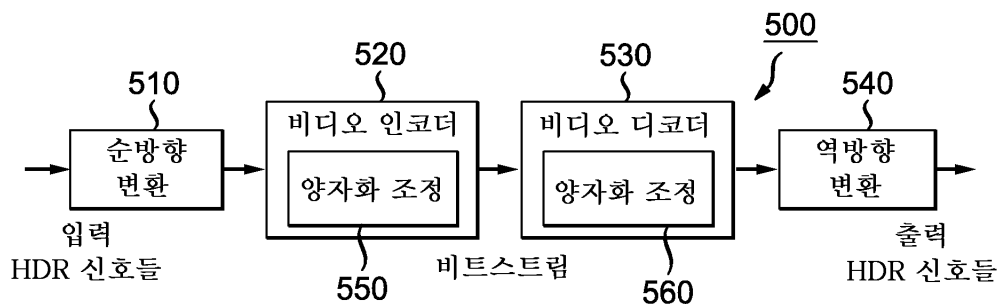 500
510
520
530
540
순방향
변환
비디오 인코더
양자화 조정
비디오 디코더
양자화 조정
역방향
변환
입력
HDR 신호들
550
비트스트림
560
출력
HDR 신호들